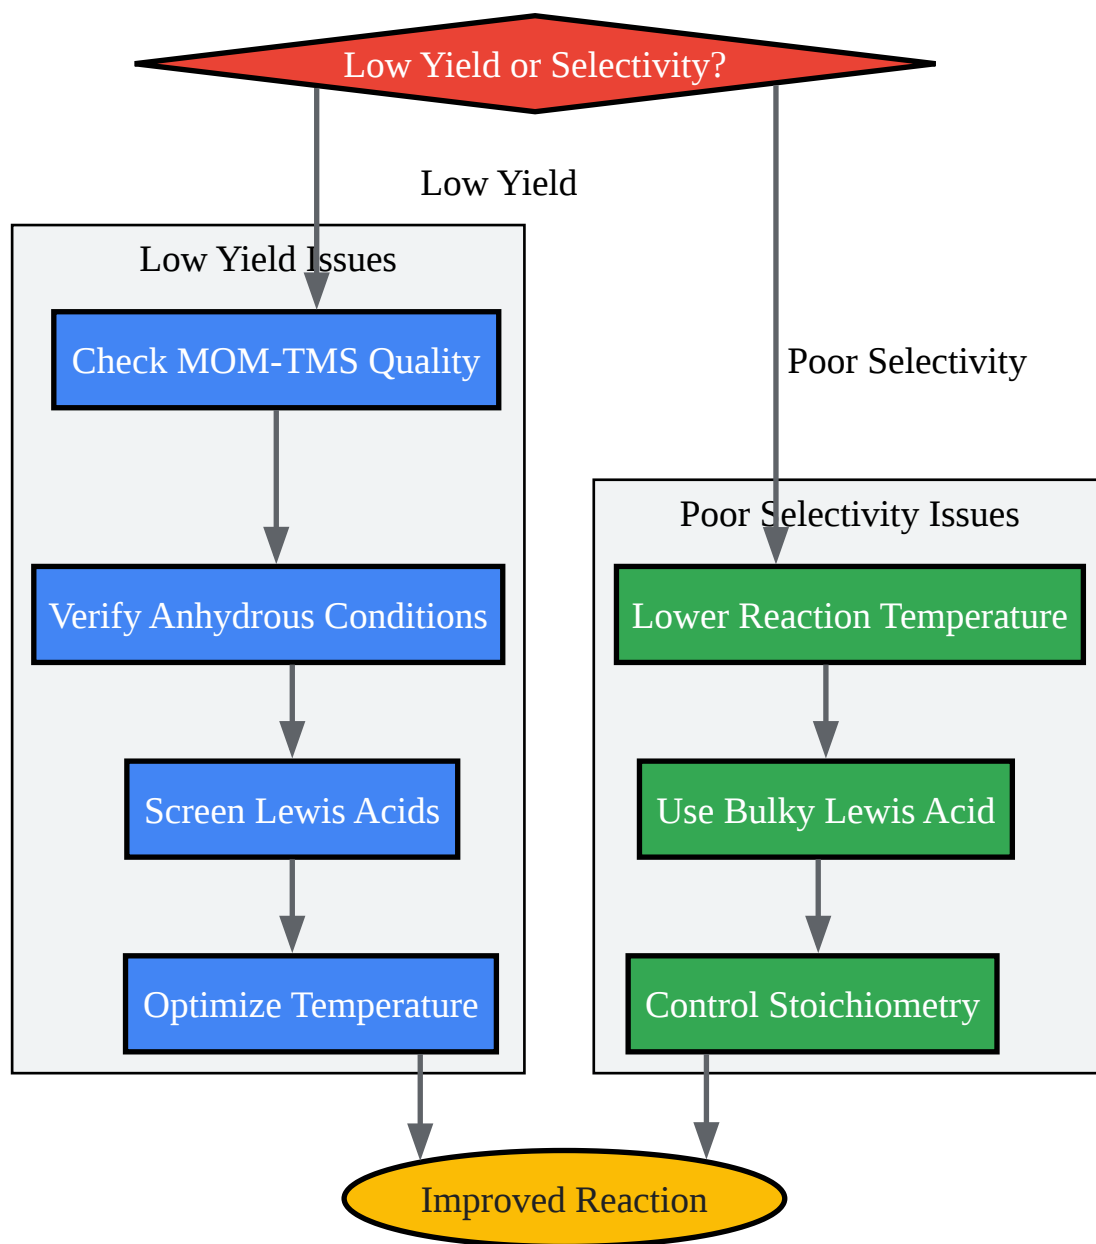 Low Yield or Selectivity?
Low Yield
Low Yield Issues
Check MOM-TMS Quality
Verify Anhydrous Conditions
Screen Lewis Acids
Optimize Temperature
Poor Selectivity
Poor Selectivity Issues
Lower Reaction Temperature
Use Bulky Lewis Acid
Control Stoichiometry
Improved Reaction